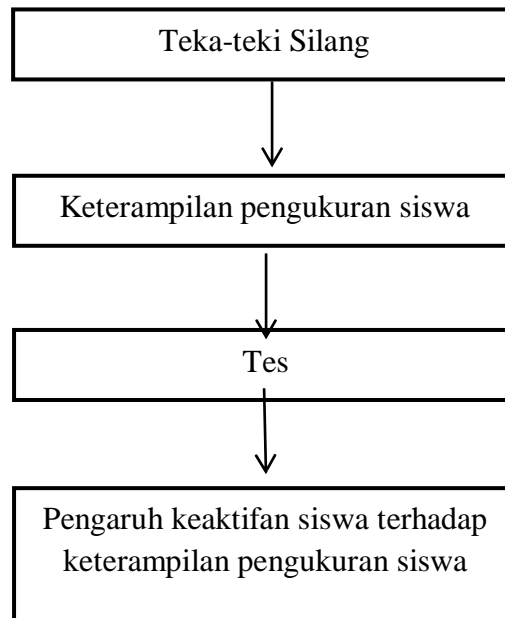 Teka-teki Silang
Keterampilan pengukuran siswa
Tes
Pengaruh keaktifan siswa terhadap
keterampilan pengukuran siswa